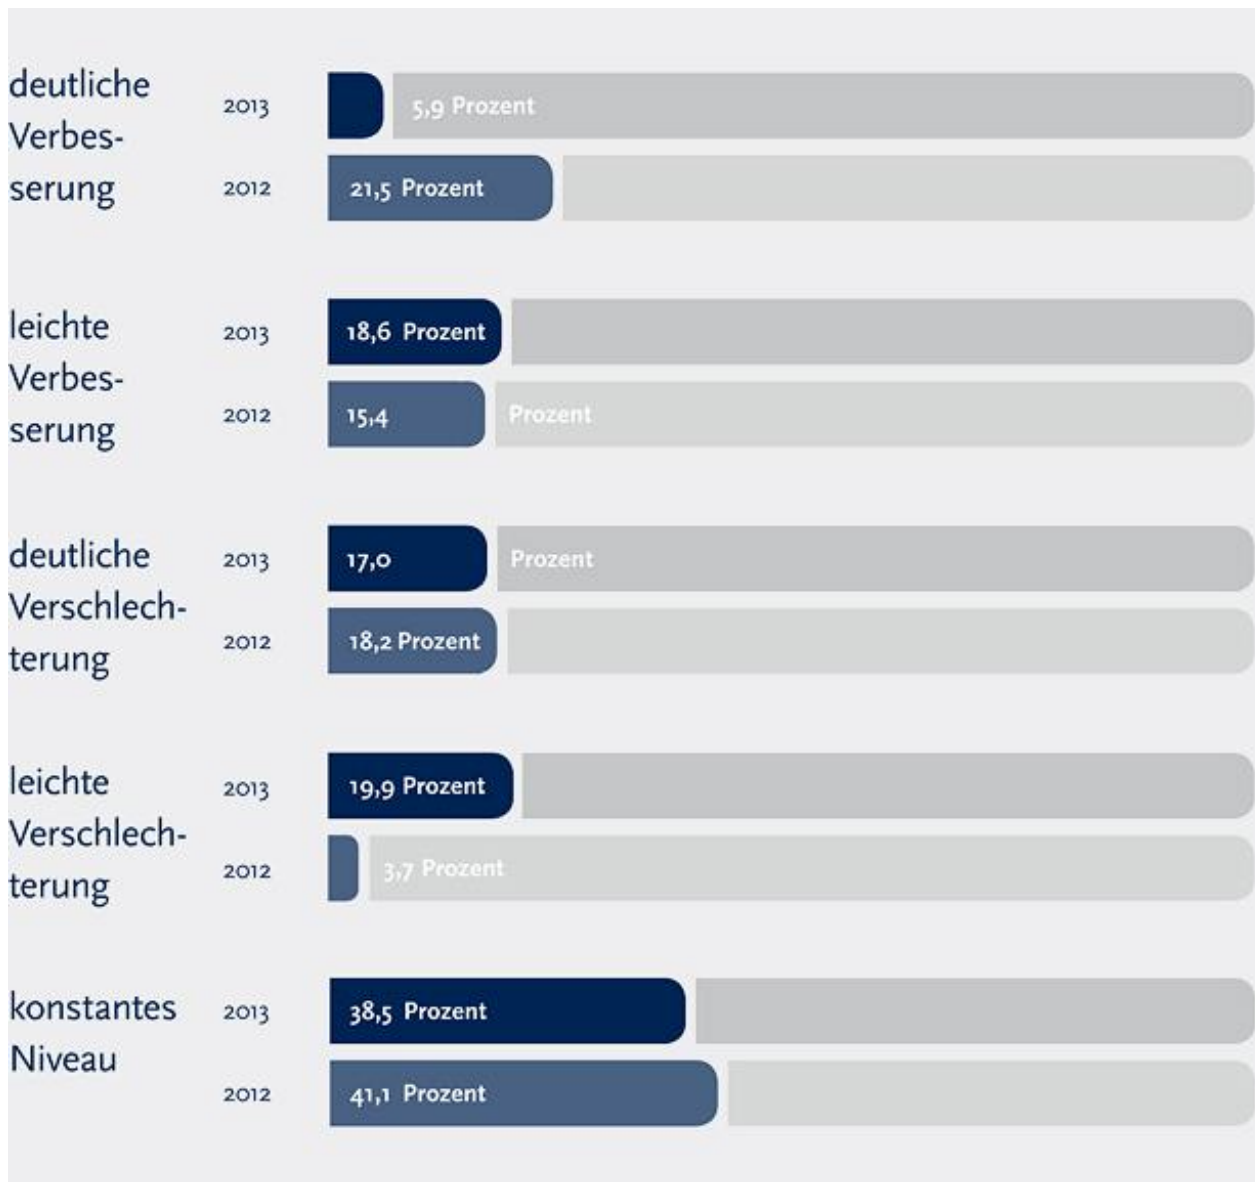 deutliche
Verbes-
serung
2013
5,9 Prozent
2012
21,5 Prozent
leichte
Verbes-
serung
2013
18,6 Prozent
2012
15,4 Prozent
deutliche
Verschlech-
terung
2013
17,0 Prozent
2012
18,2 Prozent
leichte
Verschlech-
terung
2013
19,9 Prozent
2012
3,7 Prozent
konstantes
Niveau
2013
38,5 Prozent
2012
41,1 Prozent